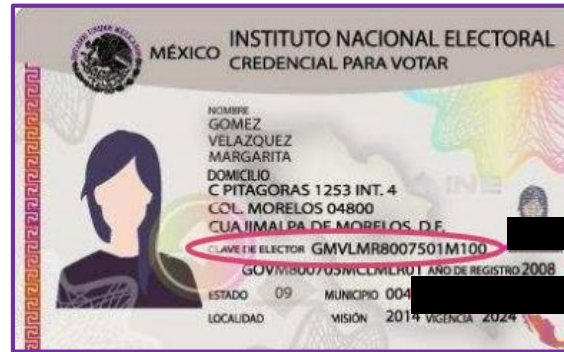 MÉXICO
INSTITUTO NACIONAL ELECTORAL
CREDENCIAL PARA VOTAR
NOMBRE
GOMEZ
VELAZQUEZ
MARGARITA
DOMICILIO
C PITAGORAS 1253 INT. 4
COL. MORELOS 04800
CUAJIMALPA DE MORELOS, D.F.
CLAVE DE ELECTOR GMVLMR8007501M100
AÑO DE REGISTRO 2008
ESTADO 09 MUNICIPIO 004
LOCALIDAD MISIÓN 2014 VIGENCIA 2024
INE